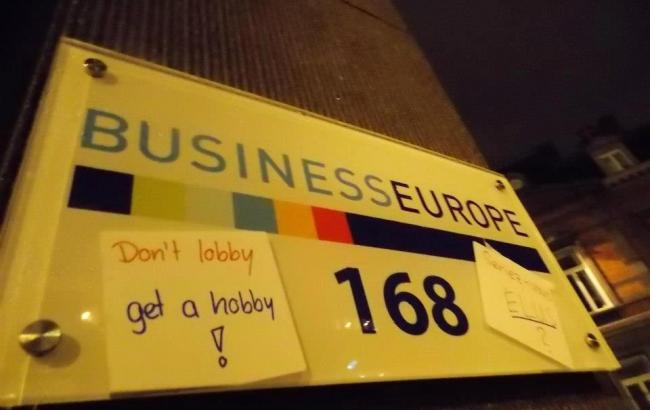 BUSINESSEUROPE
168
Don't lobby
get a hobby
!
?